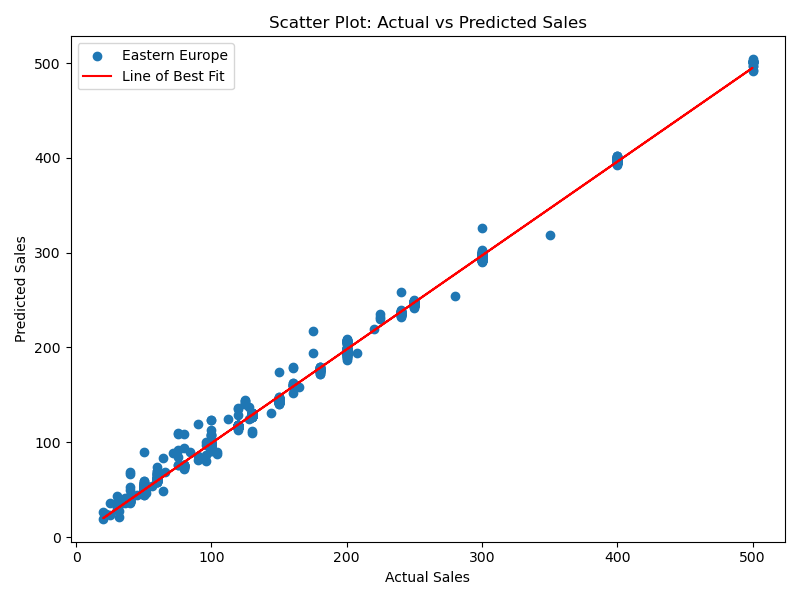 Scatter Plot: Actual vs Predicted Sales
Eastern Europe
Line of Best Fit
500
400
300
200
100
0
Predicted Sales
0 100 200 300 400 500
Actual Sales